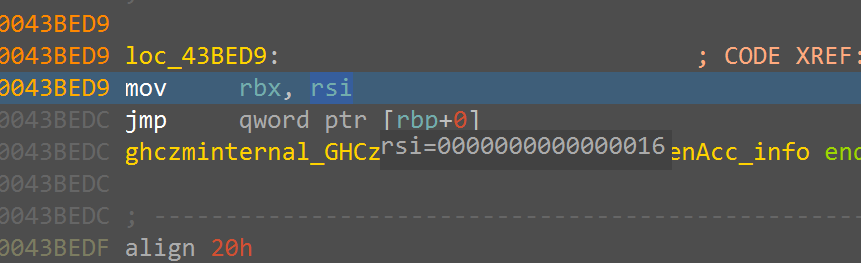 0043BED9
0043BED9 loc_43BED9: ; CODE XREF:
0043BED9 mov rbx, rsi
0043BEDC jmp qword ptr [rbp+0]
rsi=0000000000000016
0043BEDC ghczminternal_GHCz enAcc_info end
0043BEDC
0043BEDC ; ----------------------------------------
0043BEDF align 20h